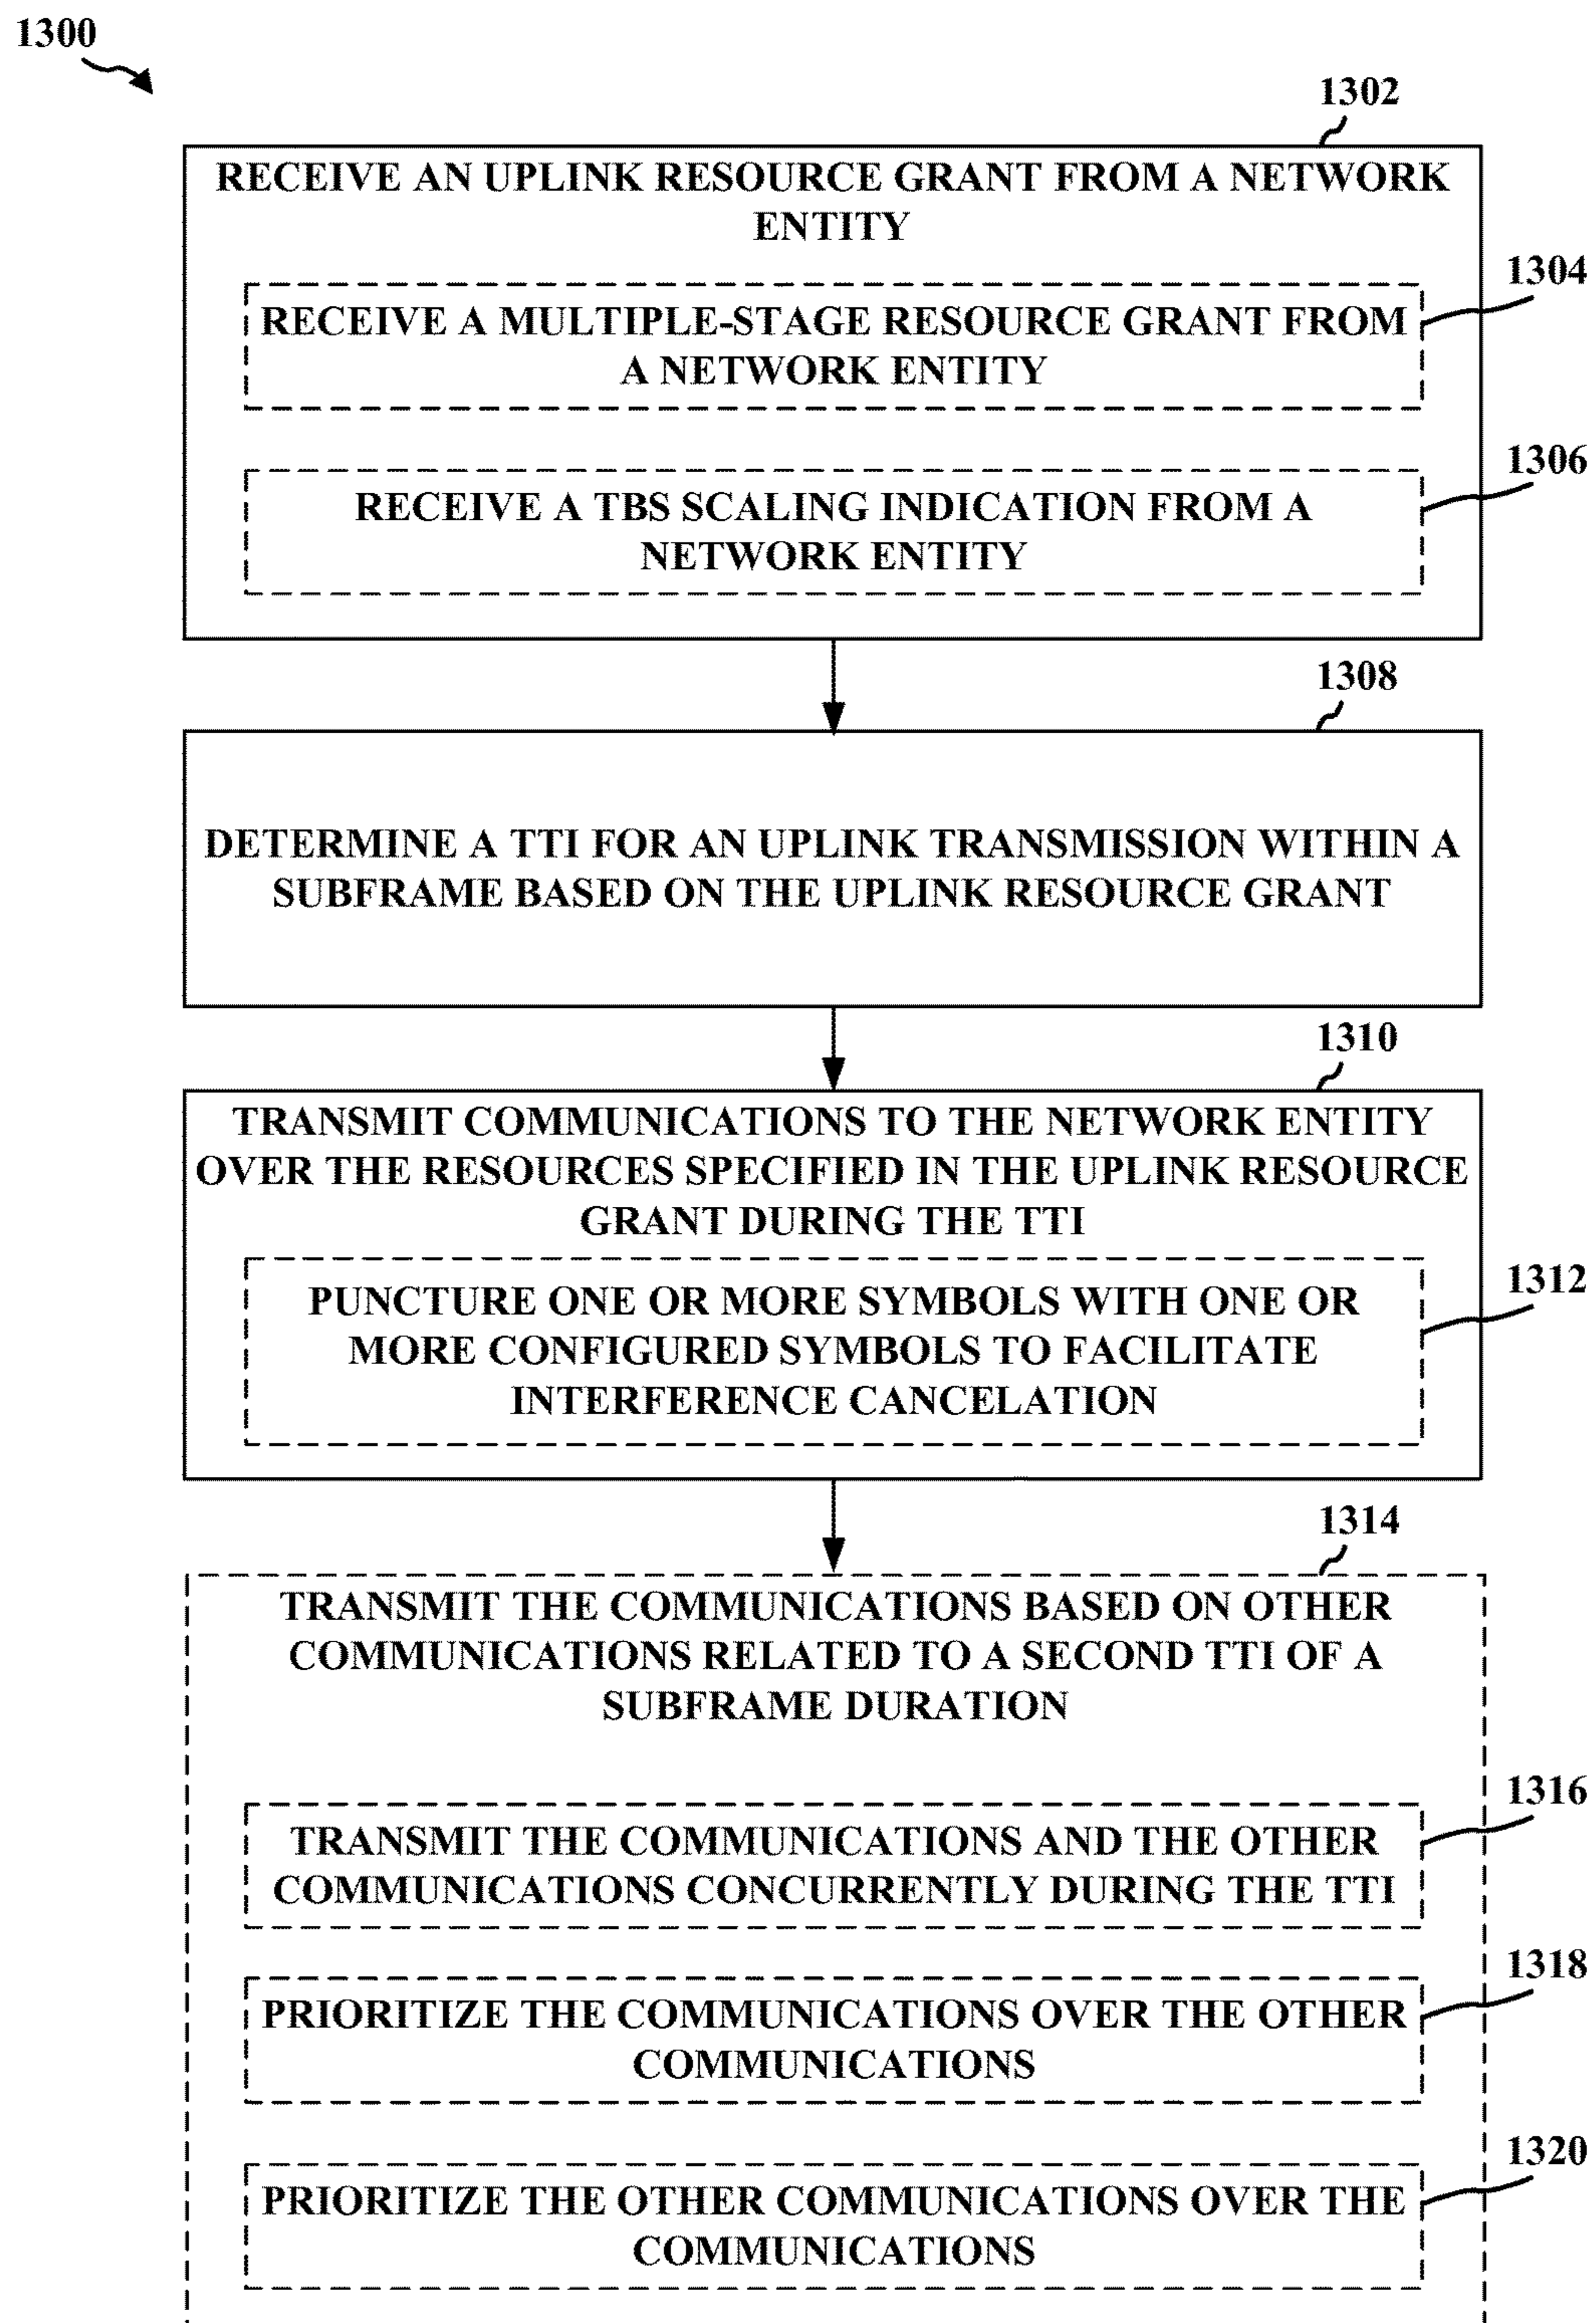 1300
1302
RECEIVE AN UPLINK RESOURCE GRANT FROM A NETWORK
ENTITY
1304
RECEIVE A MULTIPLE-STAGE RESOURCE GRANT FROM
A NETWORK ENTITY
1306
RECEIVE A TBS SCALING INDICATION FROM A
NETWORK ENTITY
1308
DETERMINE A TTI FOR AN UPLINK TRANSMISSION WITHIN A
SUBFRAME BASED ON THE UPLINK RESOURCE GRANT
1310
TRANSMIT COMMUNICATIONS TO THE NETWORK ENTITY
OVER THE RESOURCES SPECIFIED IN THE UPLINK RESOURCE
GRANT DURING THE TTI
1312
PUNCTURE ONE OR MORE SYMBOLS WITH ONE OR
MORE CONFIGURED SYMBOLS TO FACILITATE
INTERFERENCE CANCELATION
1314
TRANSMIT THE COMMUNICATIONS BASED ON OTHER
COMMUNICATIONS RELATED TO A SECOND TTI OF A
SUBFRAME DURATION
1316
TRANSMIT THE COMMUNICATIONS AND THE OTHER
COMMUNICATIONS CONCURRENTLY DURING THE TTI
1318
PRIORITIZE THE COMMUNICATIONS OVER THE OTHER
COMMUNICATIONS
1320
PRIORITIZE THE OTHER COMMUNICATIONS OVER THE
COMMUNICATIONS